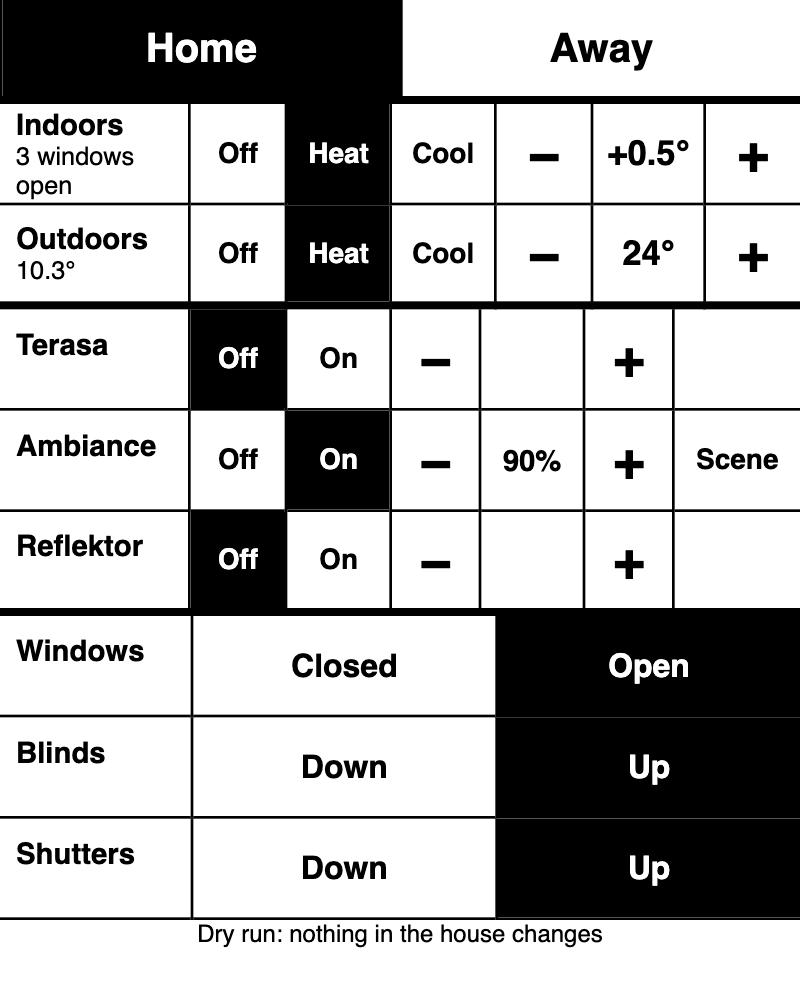 Home Away
Indoors
3 windows
open
Off Heat Cool − +0.5° +
Outdoors
10.3°
Off Heat Cool − 24° +
Terasa Off On − +
Ambiance Off On − 90% + Scene
Reflektor Off On − +
Windows Closed Open
Blinds Down Up
Shutters Down Up
Dry run: nothing in the house changes